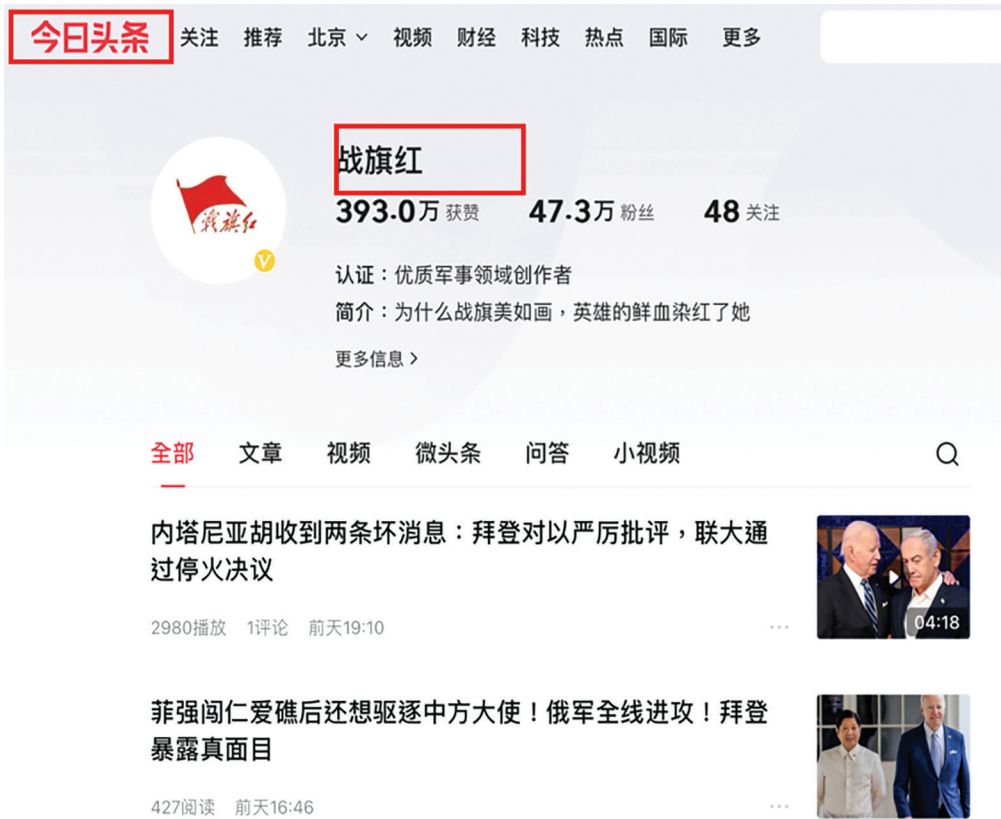 今日头条 关注 推荐 北京 视频 财经 科技 热点 国际 更多
战旗红
战旗红
393.0万 获赞 47.3万 粉丝 48 关注
V
认证：优质军事领域创作者
简介：为什么战旗美如画，英雄的鲜血染红了她
更多信息 >
全部 文章 视频 微头条 问答 小视频
内塔尼亚胡收到两条坏消息：拜登对以严厉批评，联大通
过停火决议
04:18
2980播放 1评论 前天19:10 ...
菲强闯仁爱礁后还想驱逐中方大使！俄军全线进攻！拜登
暴露真面目
427阅读 前天16:46 ...